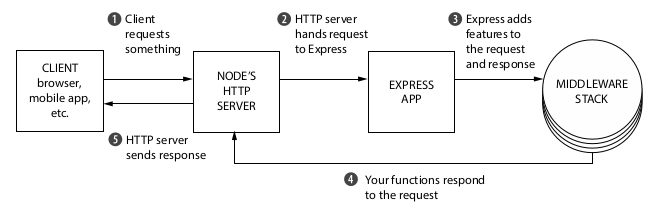 1 Client
requests
something
2 HTTP server
hands request
to Express
3 Express adds
features to
the request
and response
CLIENT
browser,
mobile app,
etc.
NODE'S
HTTP
SERVER
EXPRESS
APP
MIDDLEWARE
STACK
5 HTTP server
sends response
4 Your functions respond
to the request